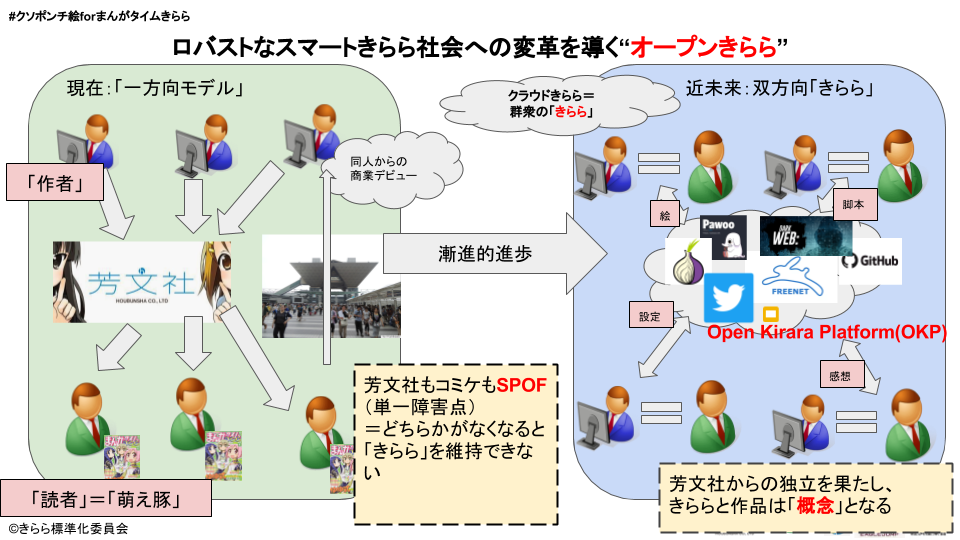 #クソポンチ絵forまんがタイムきらら
ロバストなスマートきらら社会への変革を導く“オープンきらら”
現在：「一方向モデル」
「作者」
同人からの
商業デビュー
芳文社
HOUBUNSHA CO., LTD
芳文社もコミケもSPOF
（単一障害点）
＝どちらかがなくなると
「きらら」を維持できな
い
「読者」＝「萌え豚」
©きらら標準化委員会
クラウドきらら＝
群衆の「きらら」
漸進的進歩
近未来：双方向「きらら」
絵
脚本
Pawoo
DARK
WEB:
GitHub
FREENET
設定
Open Kirara Platform(OKP)
感想
芳文社からの独立を果たし、
きららと作品は「概念」となる